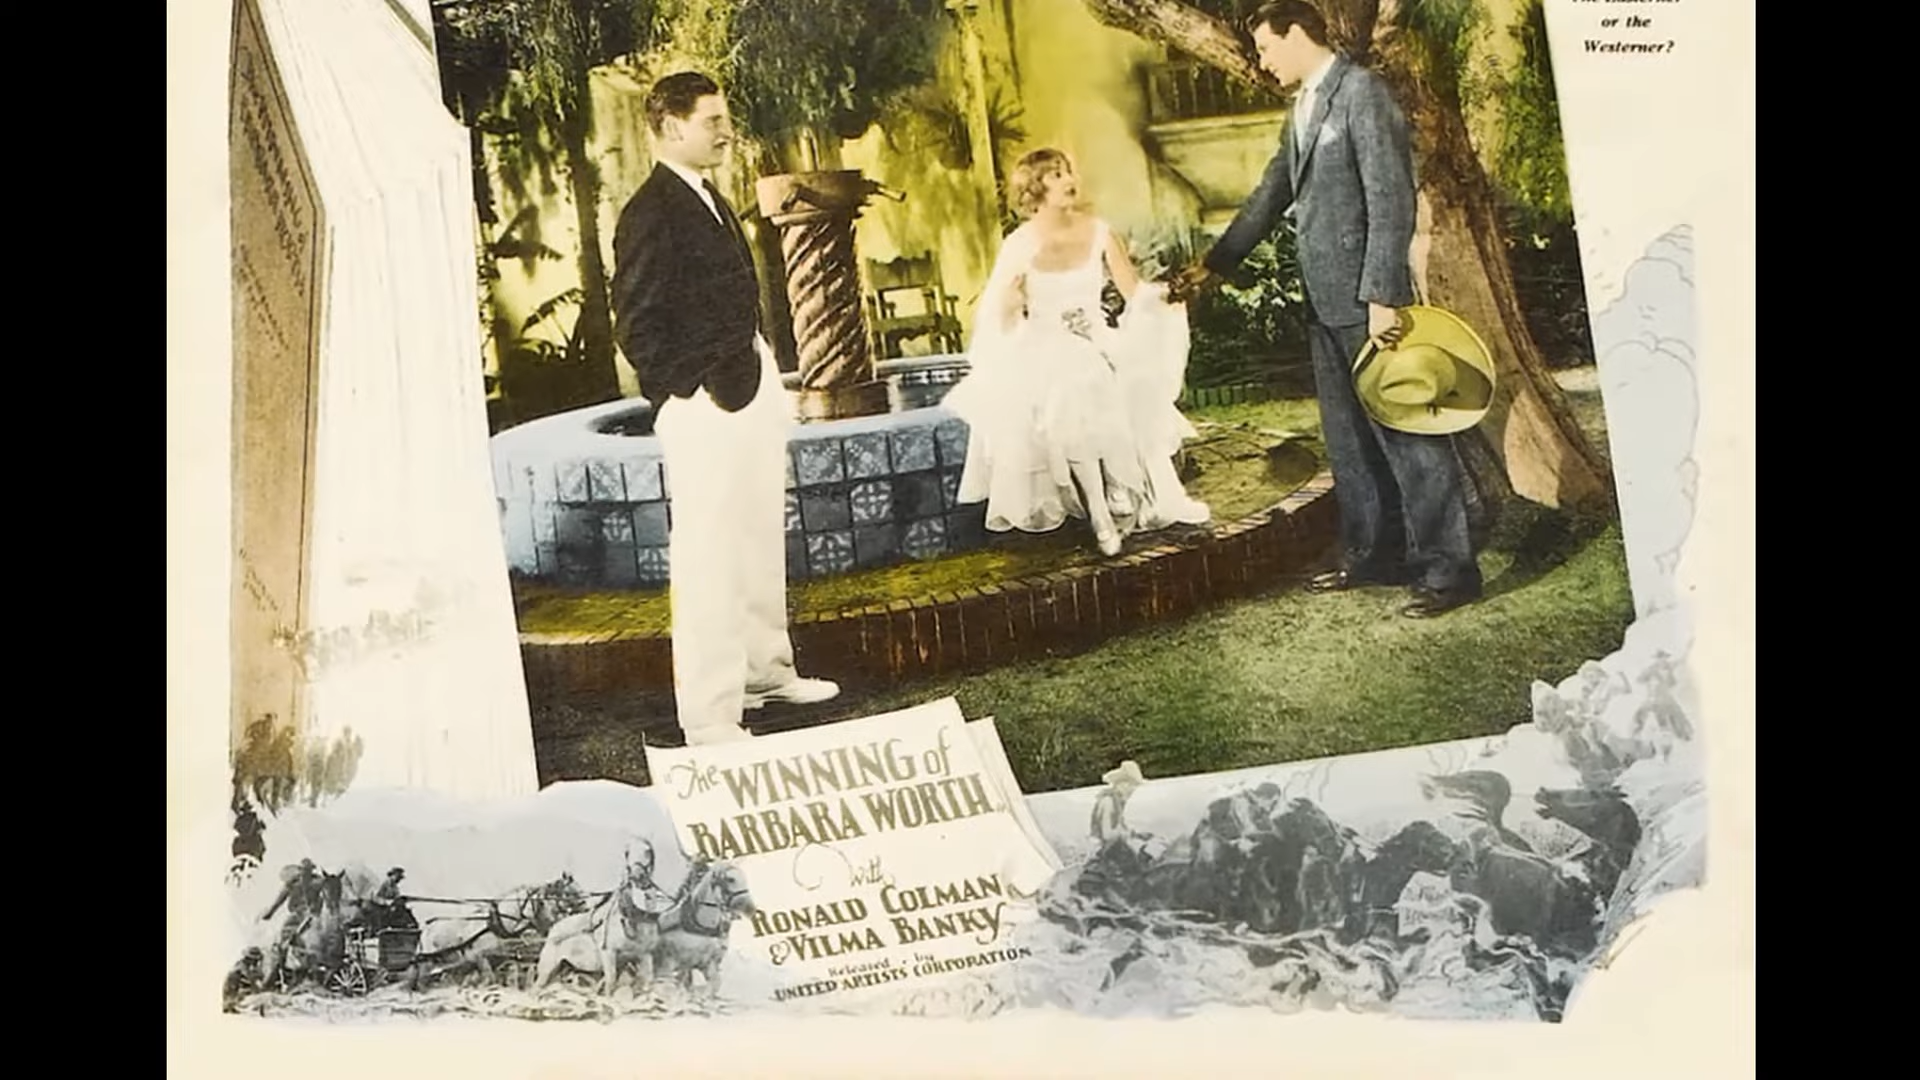 or the
Westerner?
"The WINNING of
BARBARA WORTH"
With
RONALD COLMAN
& VILMA BANKY
Released by
UNITED ARTISTS CORPORATION